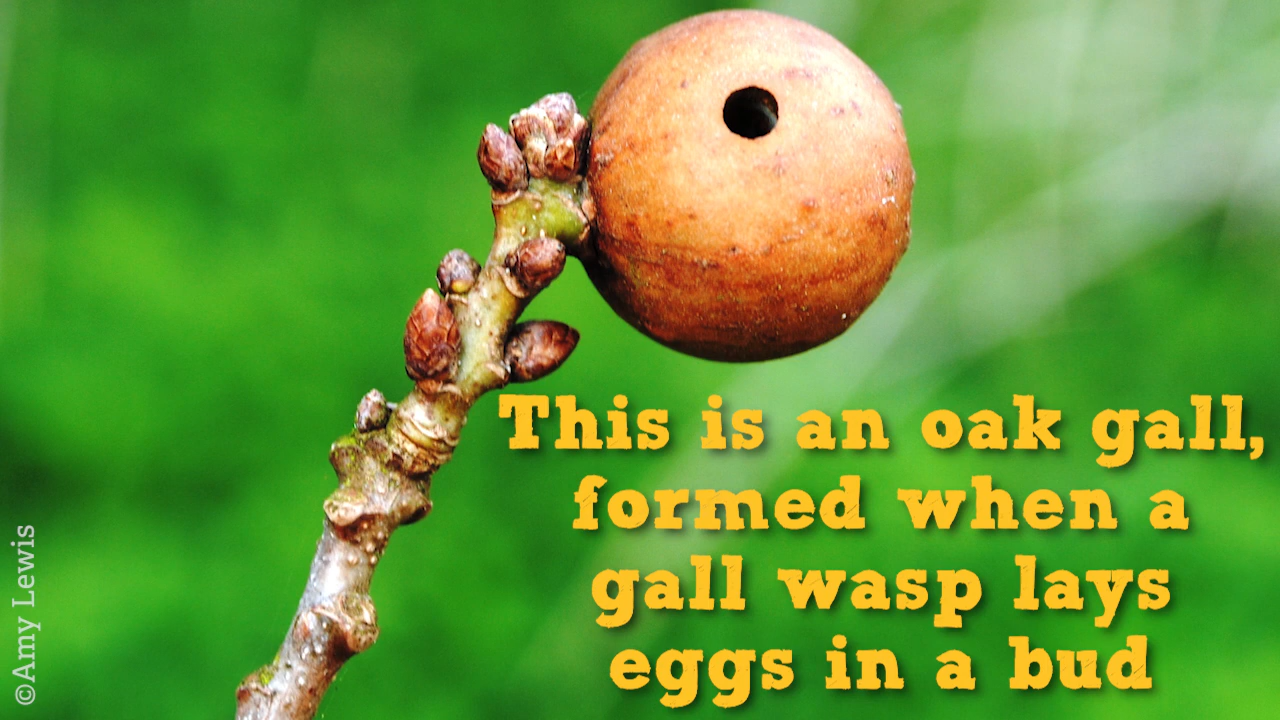 This is an oak gall,
formed when a
gall wasp lays
eggs in a bud
©Amy Lewis